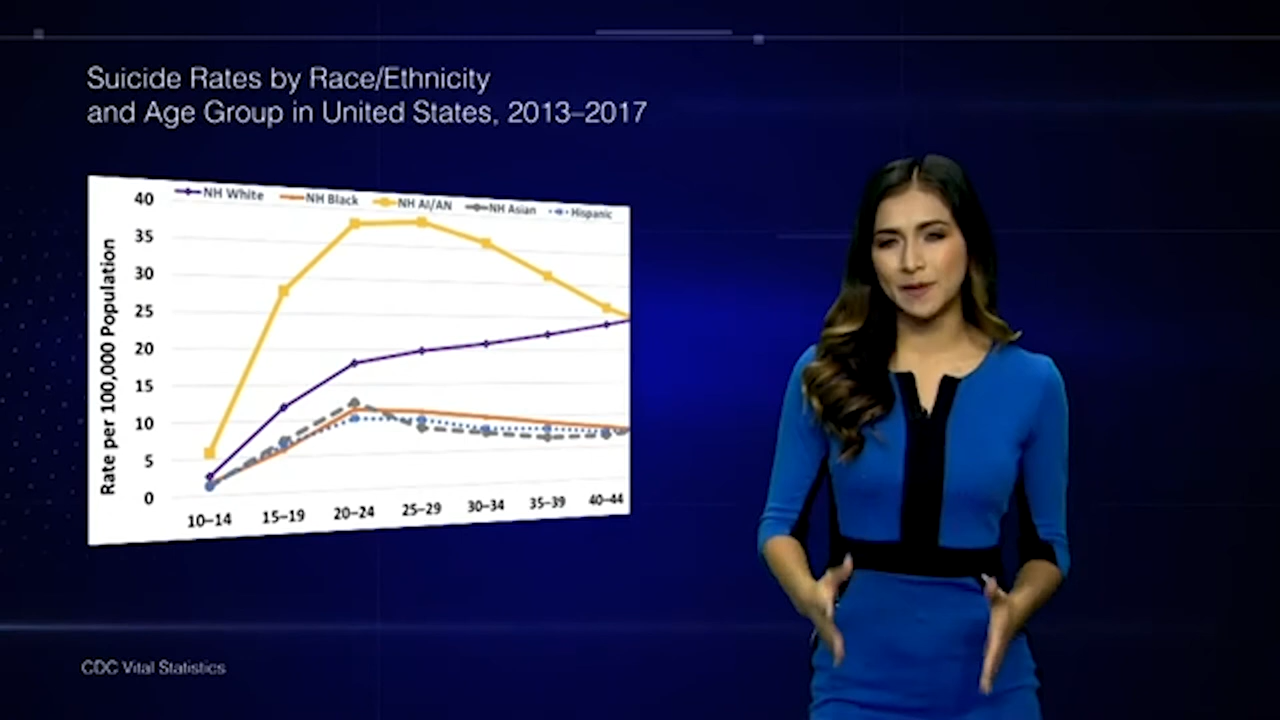 Suicide Rates by Race/Ethnicity
and Age Group in United States, 2013–2017
NH White NH Black NH AI/AN NH Asian Hispanic
Rate per 100,000 Population
40
35
30
25
20
15
10
5
0
10–14 15–19 20–24 25–29 30–34 35–39 40–44
CDC Vital Statistics